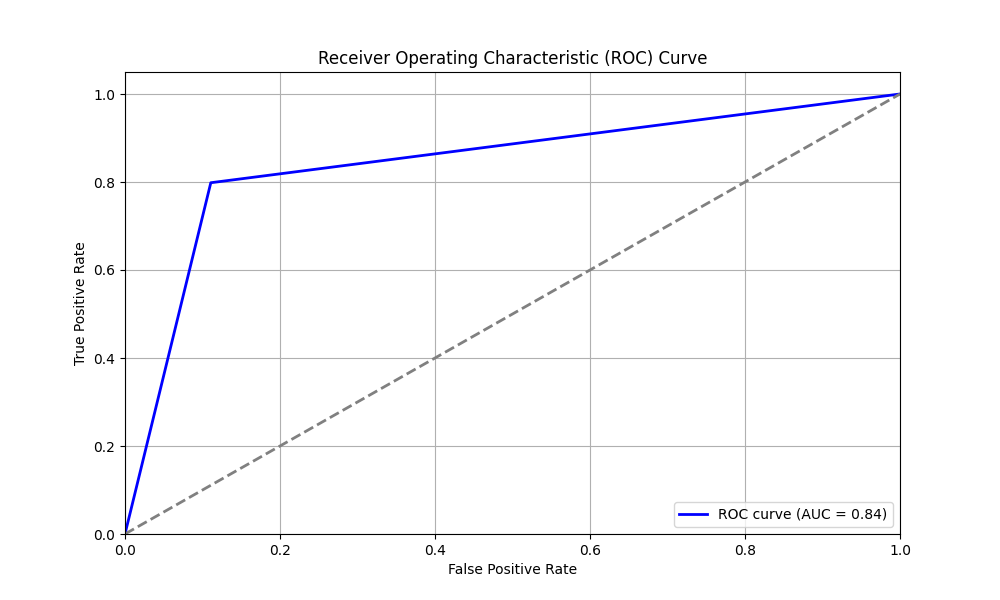 Receiver Operating Characteristic (ROC) Curve
1.0
0.8
0.6
0.4
0.2
0.0
True Positive Rate
ROC curve (AUC = 0.84)
0.0 0.2 0.4 0.6 0.8 1.0
False Positive Rate